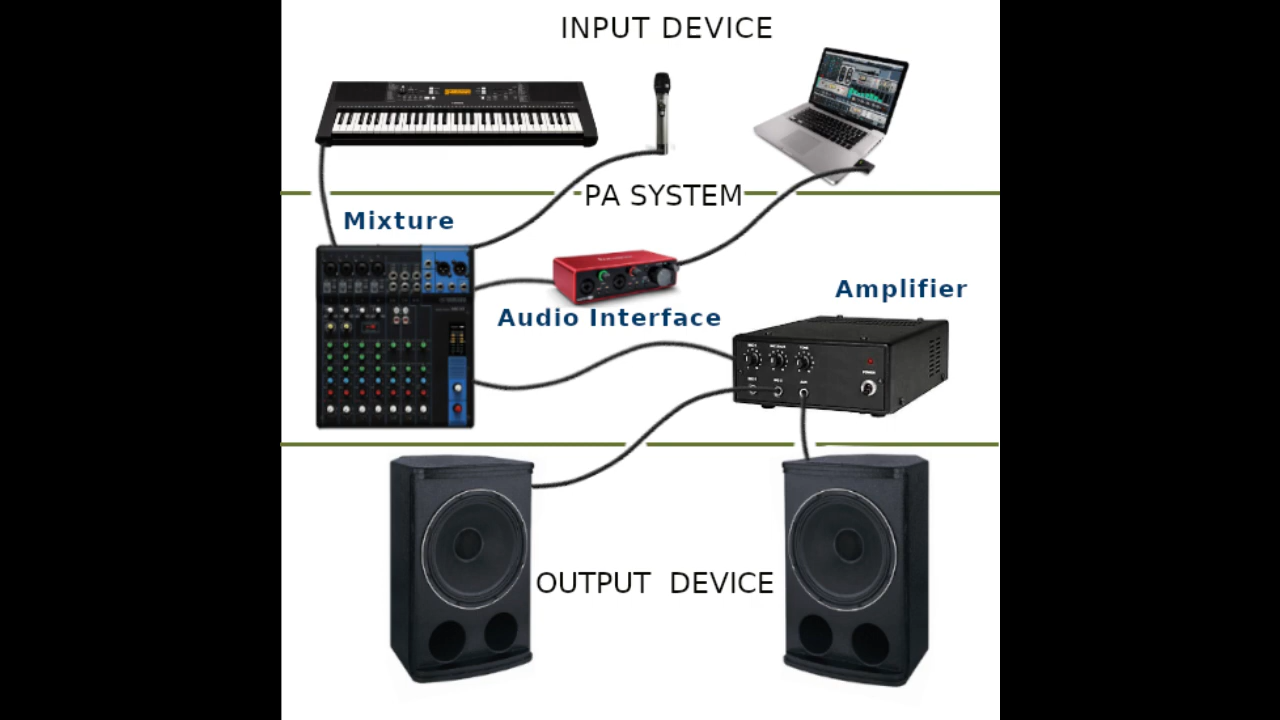 INPUT DEVICE
PA SYSTEM
Mixture
Audio Interface
Amplifier
OUTPUT  DEVICE